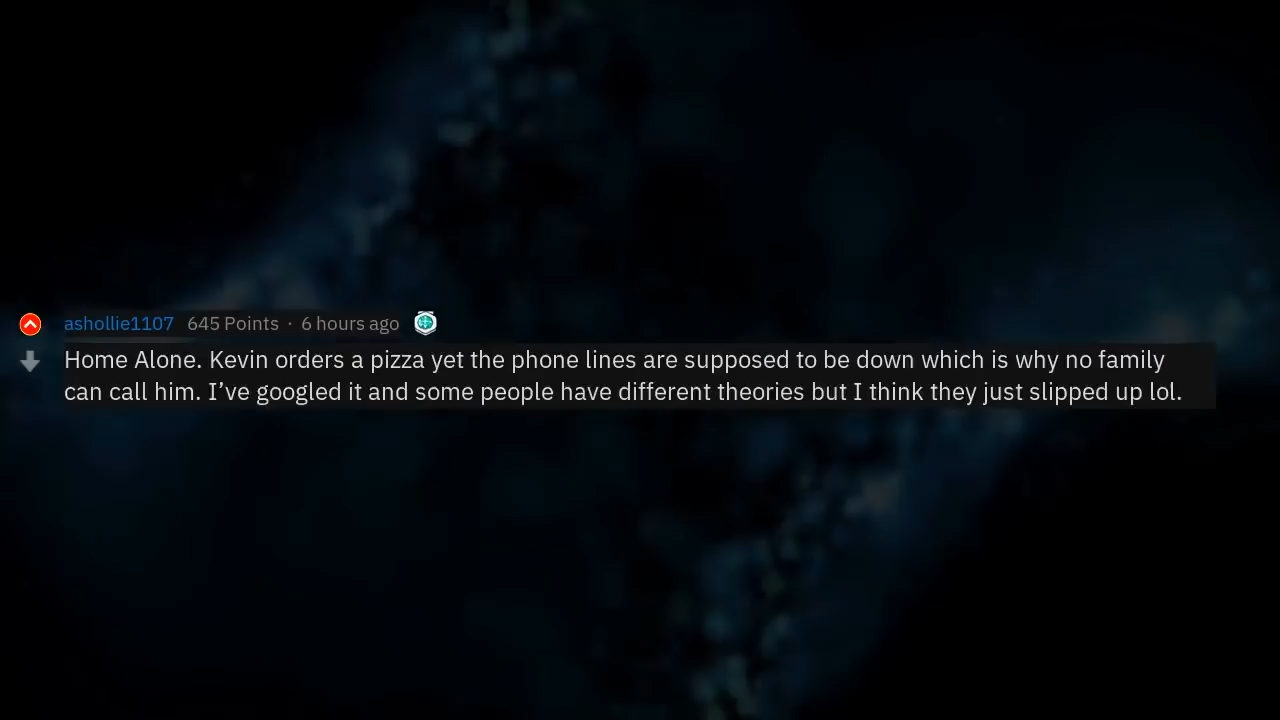 ashollie1107 645 Points · 6 hours ago
Home Alone. Kevin orders a pizza yet the phone lines are supposed to be down which is why no family
can call him. I’ve googled it and some people have different theories but I think they just slipped up lol.